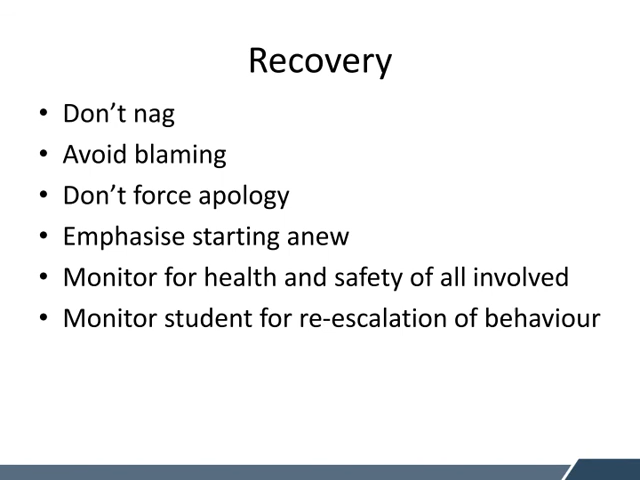 Recovery
• Don’t nag
• Avoid blaming
• Don’t force apology
• Emphasise starting anew
• Monitor for health and safety of all involved
• Monitor student for re-escalation of behaviour